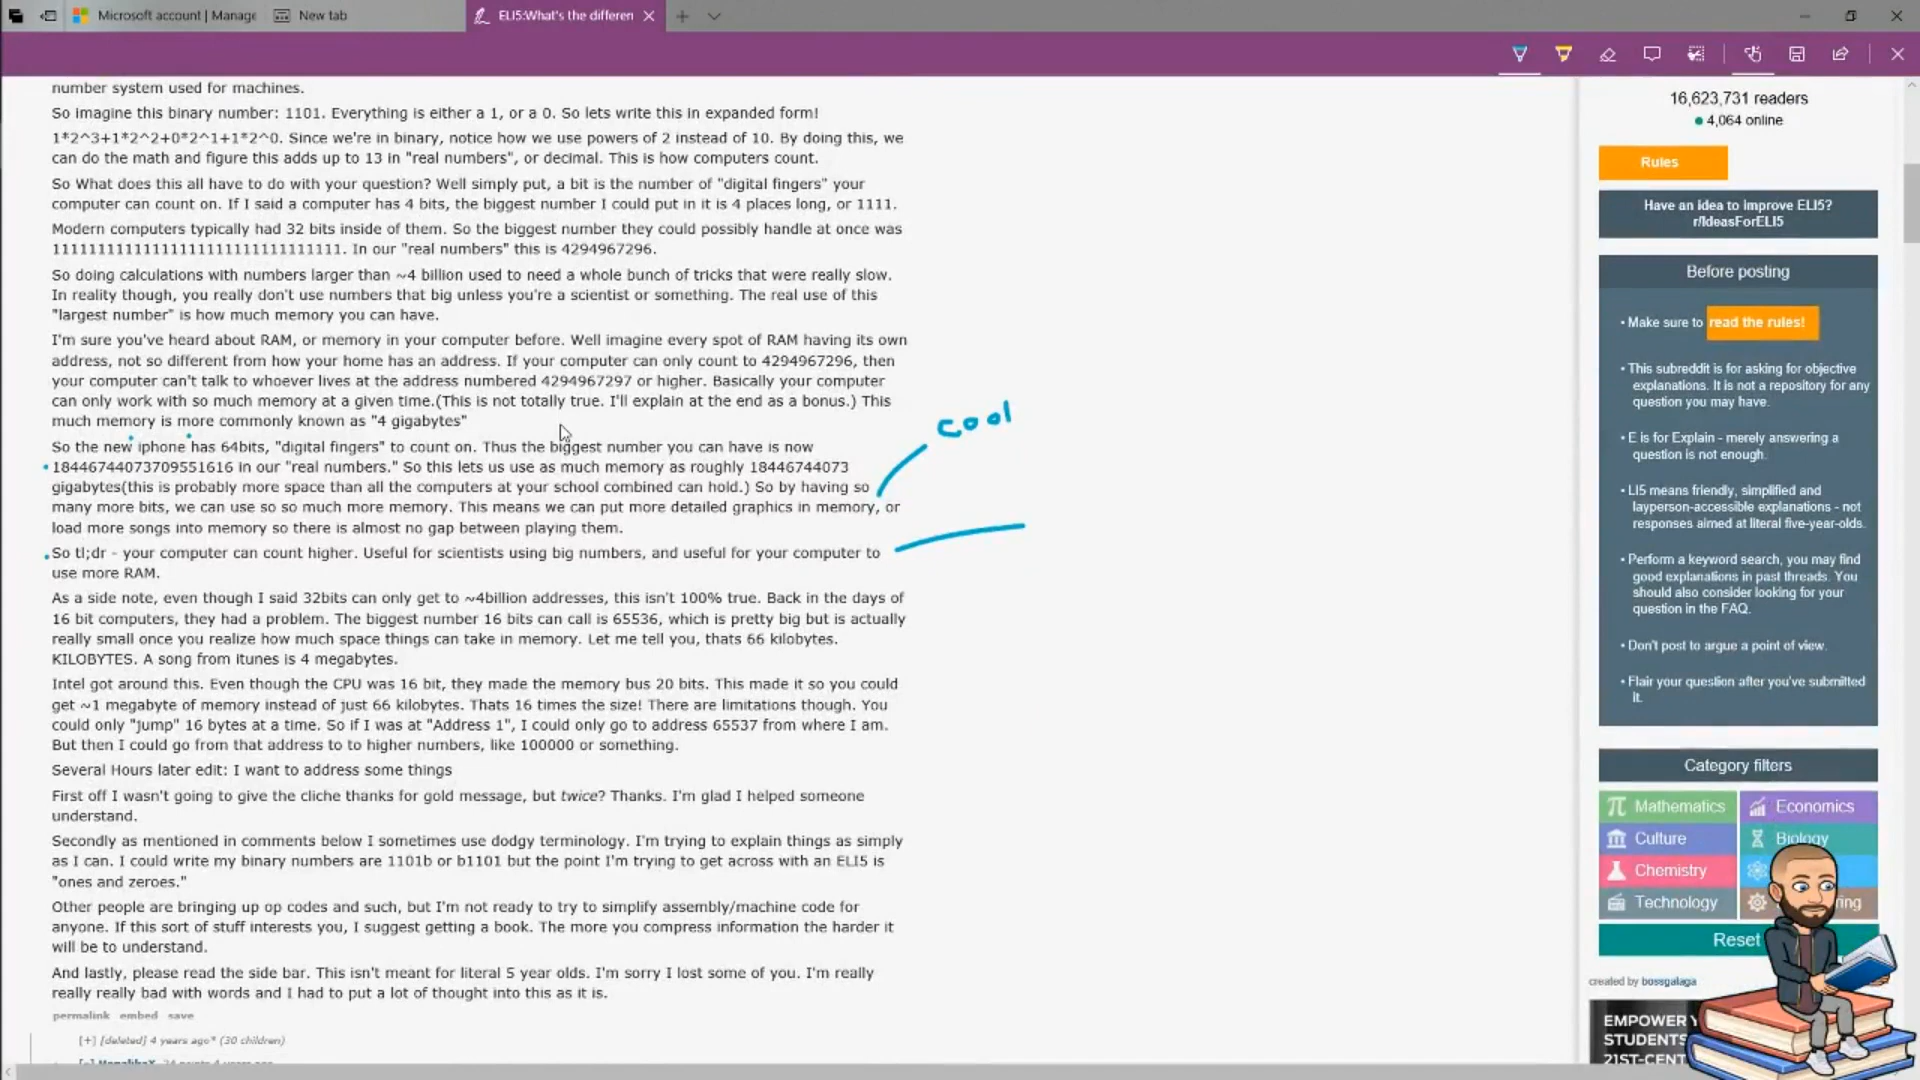 Microsoft account | Manage
New tab
ELI5:What's the differen
number system used for machines.
So imagine this binary number: 1101. Everything is either a 1, or a 0. So lets write this in expanded form!
1*2^3+1*2^2+0*2^1+1*2^0. Since we're in binary, notice how we use powers of 2 instead of 10. By doing this, we
can do the math and figure this adds up to 13 in "real numbers", or decimal. This is how computers count.
So What does this all have to do with your question? Well simply put, a bit is the number of "digital fingers" your
computer can count on. If I said a computer has 4 bits, the biggest number I could put in it is 4 places long, or 1111.
Modern computers typically had 32 bits inside of them. So the biggest number they could possibly handle at once was
11111111111111111111111111111111. In our "real numbers" this is 4294967296.
So doing calculations with numbers larger than ~4 billion used to need a whole bunch of tricks that were really slow.
In reality though, you really don't use numbers that big unless you're a scientist or something. The real use of this
"largest number" is how much memory you can have.
I'm sure you've heard about RAM, or memory in your computer before. Well imagine every spot of RAM having its own
address, not so different from how your home has an address. If your computer can only count to 4294967296, then
your computer can't talk to whoever lives at the address numbered 4294967297 or higher. Basically your computer
can only work with so much memory at a given time.(This is not totally true. I'll explain at the end as a bonus.) This
much memory is more commonly known as "4 gigabytes"
cool
So the new iphone has 64bits, "digital fingers" to count on. Thus the biggest number you can have is now
18446744073709551616 in our "real numbers." So this lets us use as much memory as roughly 18446744073
gigabytes(this is probably more space than all the computers at your school combined can hold.) So by having so
many more bits, we can use so so much more memory. This means we can put more detailed graphics in memory, or
load more songs into memory so there is almost no gap between playing them.
So tl;dr - your computer can count higher. Useful for scientists using big numbers, and useful for your computer to
use more RAM.
As a side note, even though I said 32bits can only get to ~4billion addresses, this isn't 100% true. Back in the days of
16 bit computers, they had a problem. The biggest number 16 bits can call is 65536, which is pretty big but is actually
really small once you realize how much space things can take in memory. Let me tell you, thats 66 kilobytes.
KILOBYTES. A song from itunes is 4 megabytes.
Intel got around this. Even though the CPU was 16 bit, they made the memory bus 20 bits. This made it so you could
get ~1 megabyte of memory instead of just 66 kilobytes. Thats 16 times the size! There are limitations though. You
could only "jump" 16 bytes at a time. So if I was at "Address 1", I could only go to address 65537 from where I am.
But then I could go from that address to to higher numbers, like 100000 or something.
Several Hours later edit: I want to address some things
First off I wasn't going to give the cliche thanks for gold message, but twice? Thanks. I'm glad I helped someone
understand.
Secondly as mentioned in comments below I sometimes use dodgy terminology. I'm trying to explain things as simply
as I can. I could write my binary numbers are 1101b or b1101 but the point I'm trying to get across with an ELI5 is
"ones and zeroes."
Other people are bringing up op codes and such, but I'm not ready to try to simplify assembly/machine code for
anyone. If this sort of stuff interests you, I suggest getting a book. The more you compress information the harder it
will be to understand.
And lastly, please read the side bar. This isn't meant for literal 5 year olds. I'm sorry I lost some of you. I'm really
really really bad with words and I had to put a lot of thought into this as it is.
permalink embed save
[+] [deleted] 4 years ago* (30 children)
16,623,731 readers
4,064 online
Rules
Have an idea to improve ELI5?
r/IdeasForELI5
Before posting
• Make sure to read the rules!
• This subreddit is for asking for objective
explanations. It is not a repository for any
question you may have.
• E is for Explain - merely answering a
question is not enough.
• LI5 means friendly, simplified and
layperson-accessible explanations - not
responses aimed at literal five-year-olds.
• Perform a keyword search, you may find
good explanations in past threads. You
should also consider looking for your
question in the FAQ.
• Don't post to argue a point of view.
• Flair your question after you've submitted
it.
Category filters
Mathematics Economics
Culture Biology
Chemistry
Technology ring
Reset
created by bossgalaga
EMPOWER Y
STUDENTS
21ST-CENT